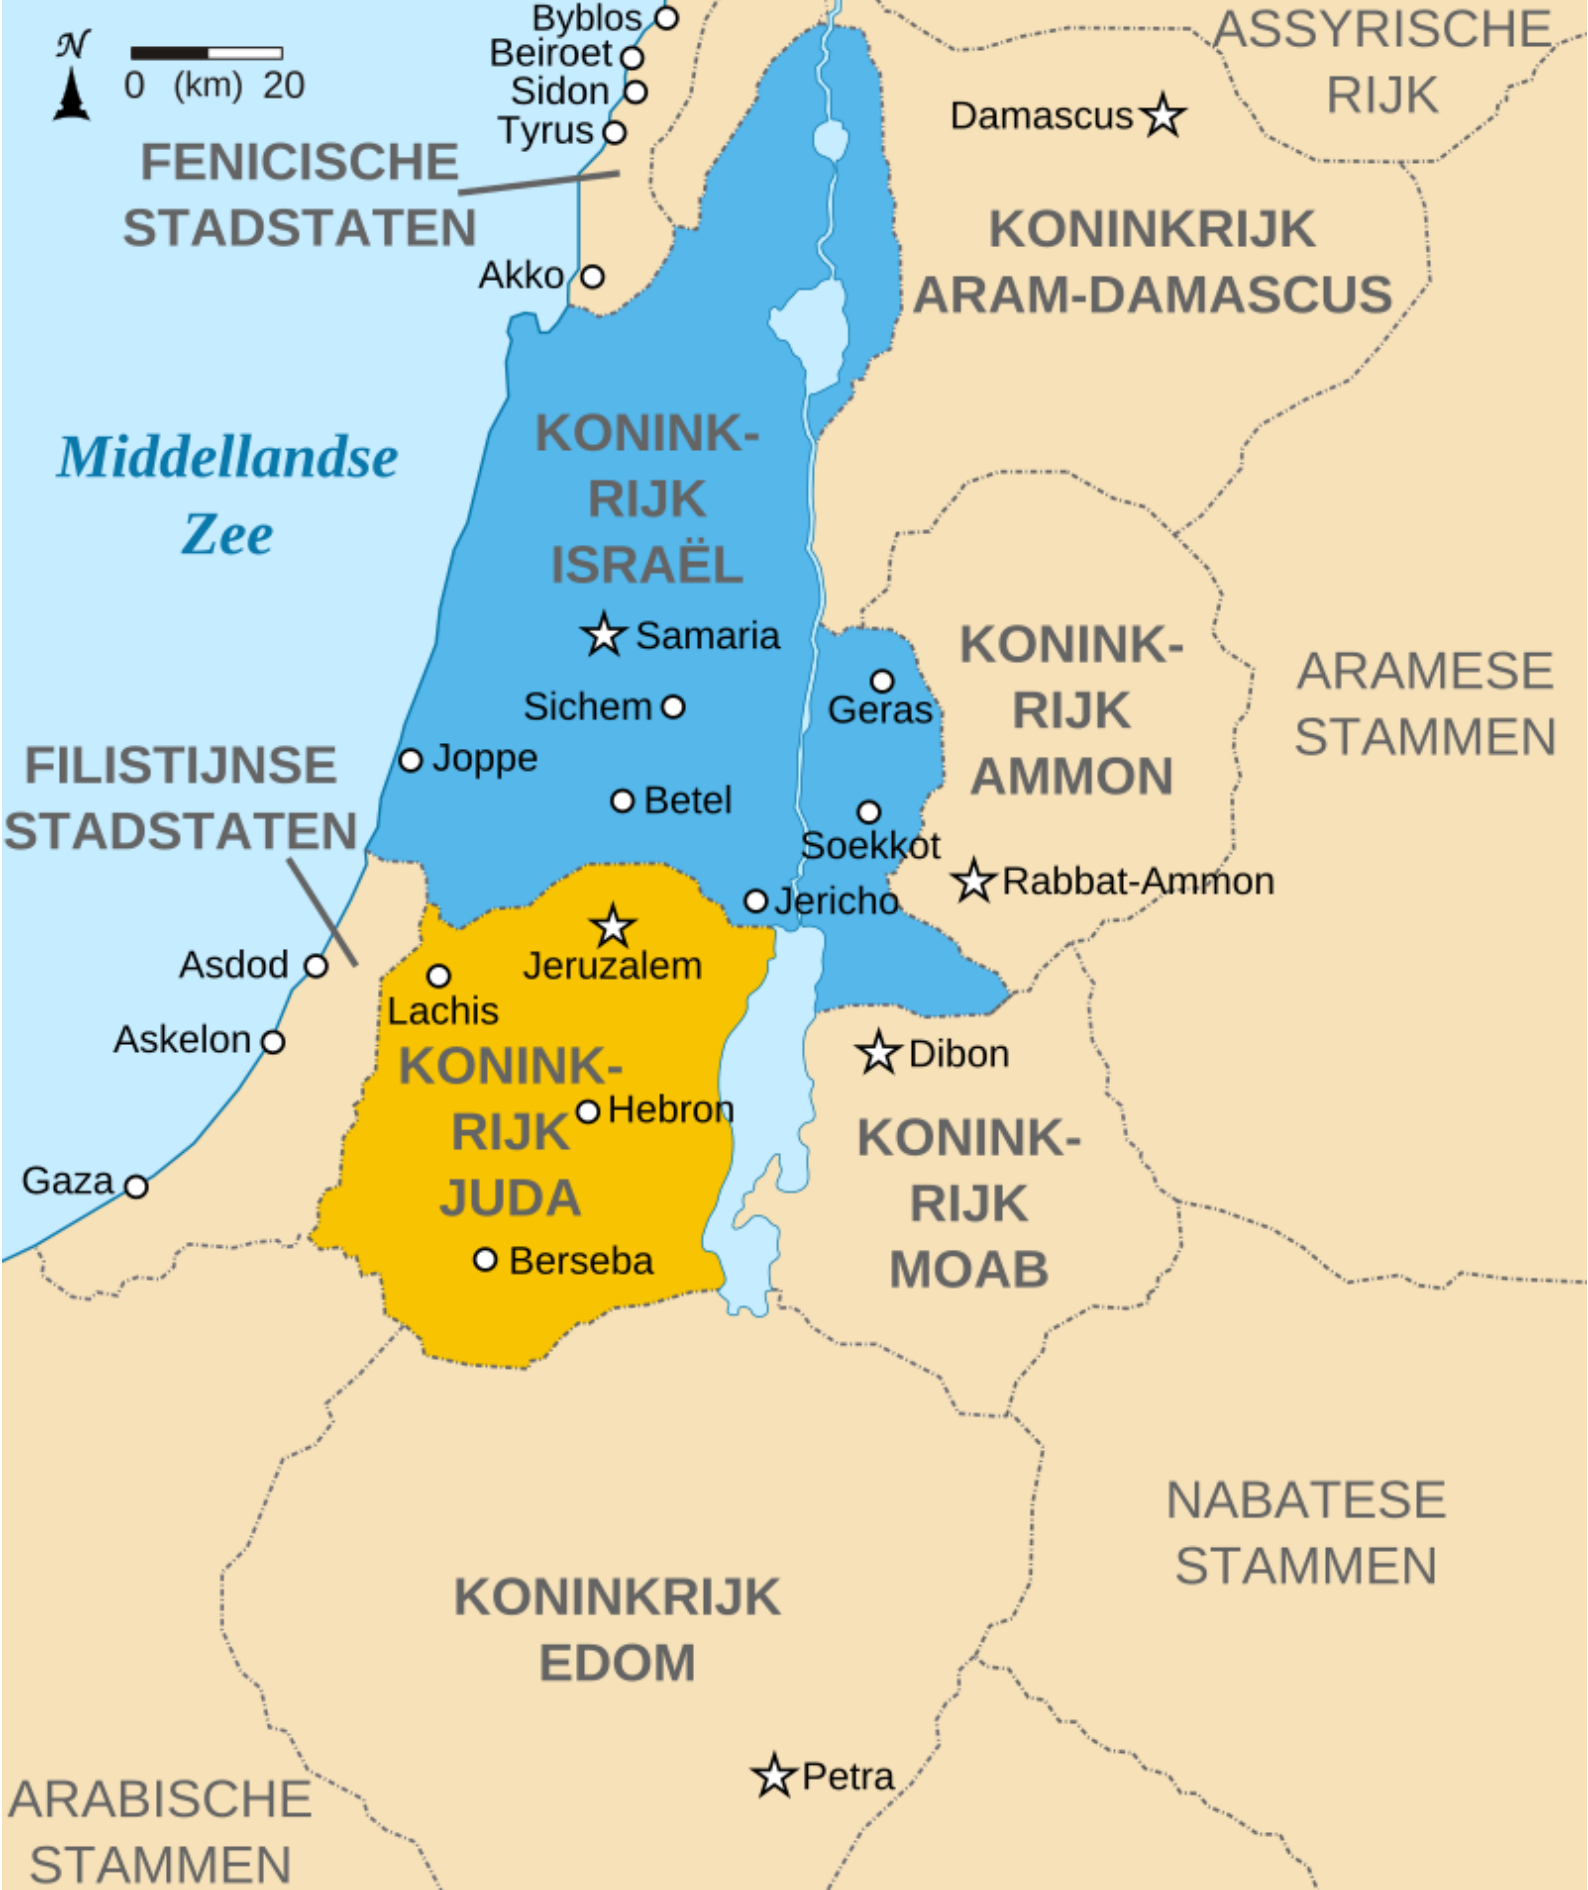 N
0 (km) 20
Byblos
Beiroet
Sidon
Tyrus
FENICISCHE
STADSTATEN
Akko
ASSYRISCHE
RIJK
Damascus
KONINKRIJK
ARAM-DAMASCUS
Middellandse
Zee
KONINK-
RIJK
ISRAËL
Samaria
Sichem
Joppe
Betel
Geras
Soekkot
Jericho
KONINK-
RIJK
AMMON
Rabbat-Ammon
ARAMESE
STAMMEN
FILISTIJNSE
STADSTATEN
Asdod
Askelon
Gaza
Jeruzalem
Lachis
KONINK-
RIJK
JUDA
Hebron
Berseba
Dibon
KONINK-
RIJK
MOAB
NABATESE
STAMMEN
KONINKRIJK
EDOM
Petra
ARABISCHE
STAMMEN